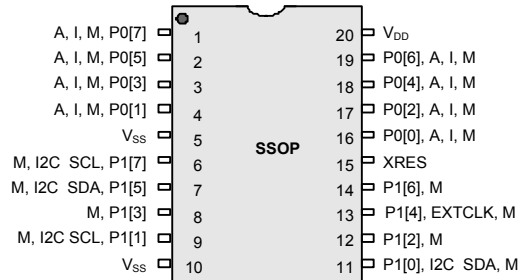 A, I, M, P0[7] 1 20 VDD
A, I, M, P0[5] 2 19 P0[6], A, I, M
A, I, M, P0[3] 3 18 P0[4], A, I, M
A, I, M, P0[1] 4 17 P0[2], A, I, M
VSS 5 16 P0[0], A, I, M
SSOP
M, I2C SCL, P1[7] 6 15 XRES
M, I2C SDA, P1[5] 7 14 P1[6], M
M, P1[3] 8 13 P1[4], EXTCLK, M
M, I2C SCL, P1[1] 9 12 P1[2], M
VSS 10 11 P1[0], I2C SDA, M